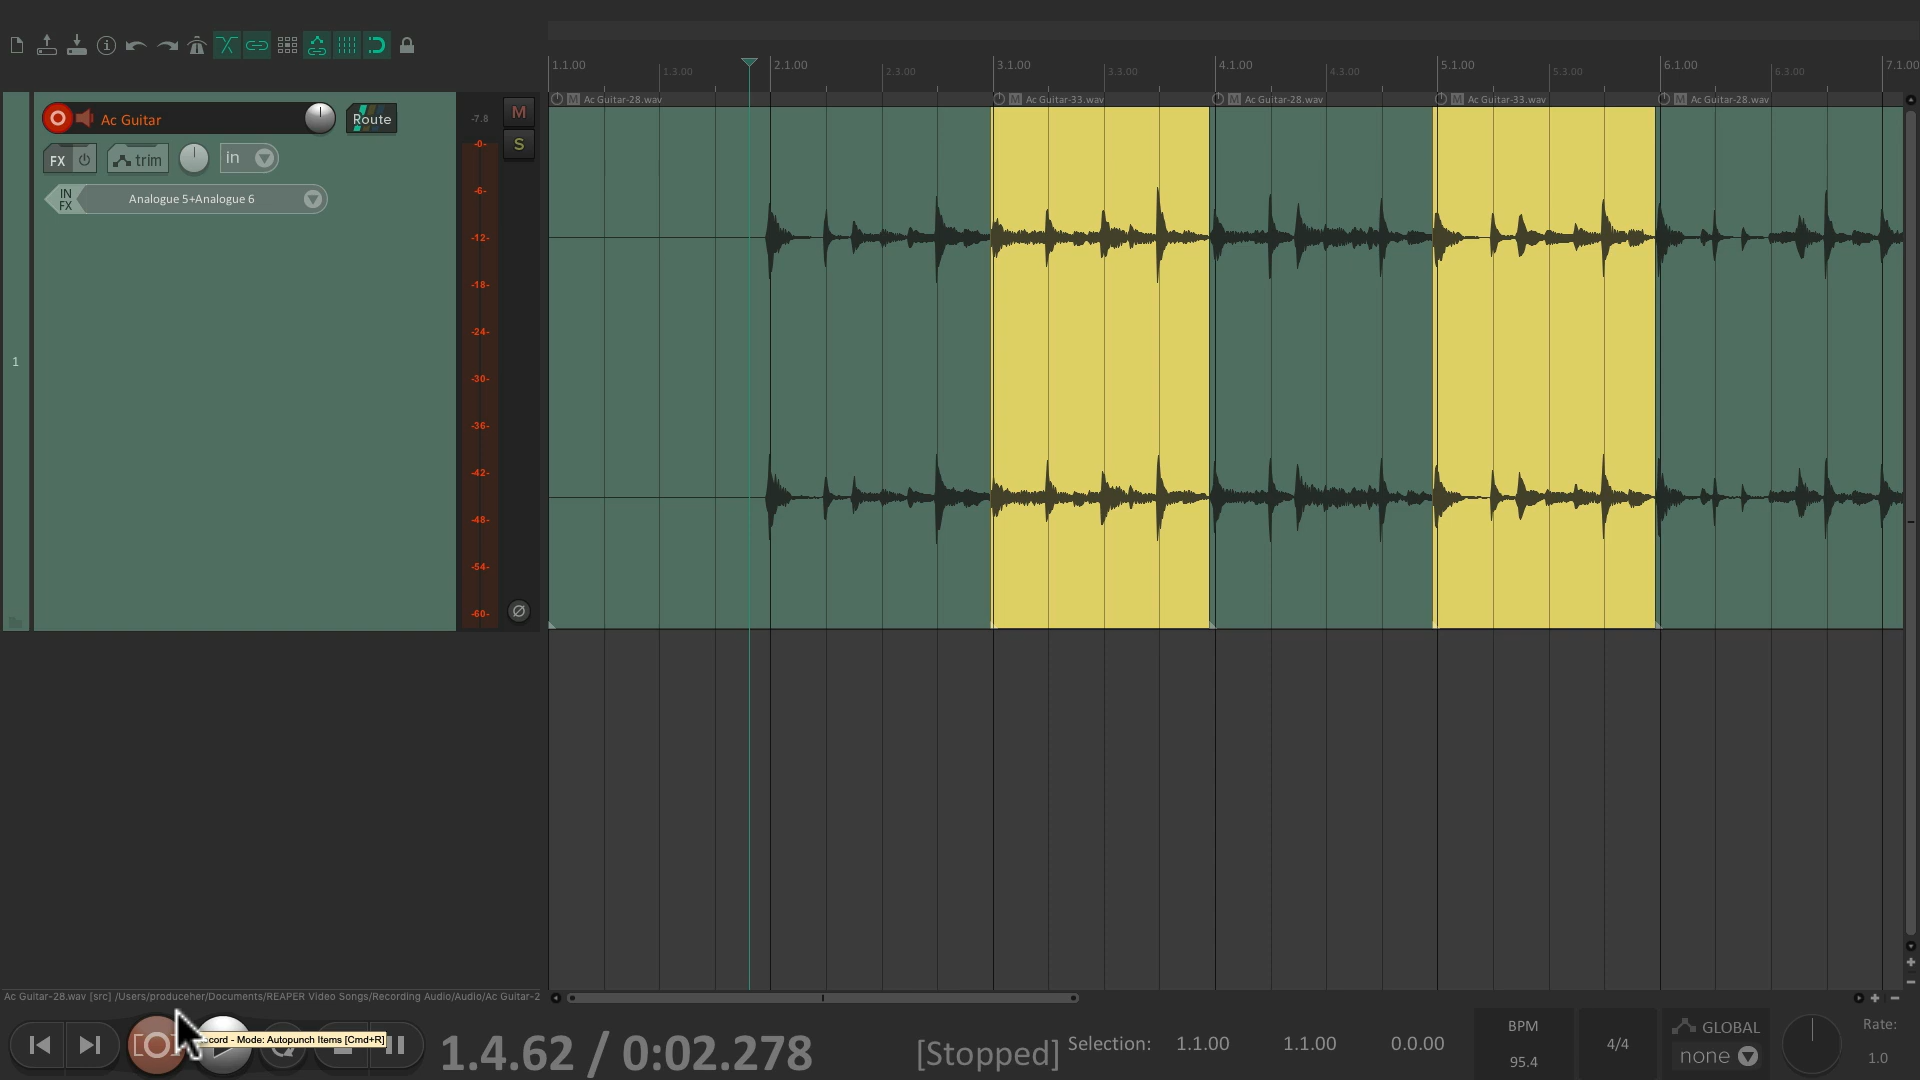 1.1.00 1.3.00 2.1.00 2.3.00 3.1.00 3.3.00 4.1.00 4.3.00 5.1.00 5.3.00 6.1.00 6.3.00 7.1.0
M Ac Guitar-28.wav M Ac Guitar-33.wav M Ac Guitar-28.wav M Ac Guitar-33.wav M Ac Guitar-28.wav
Ac Guitar
Route
-7.8
M
S
FX
trim
in
IN
FX
Analogue 5+Analogue 6
-0-
-6-
-12-
-18-
-24-
-30-
-36-
-42-
-48-
-54-
-60-
1
Ac Guitar-28.wav [src] /Users/produceher/Documents/REAPER Video Songs/Recording Audio/Audio/Ac Guitar-2
cord - Mode: Autopunch Items [Cmd+R]
1.4.62 / 0:02.278
[Stopped]
Selection: 1.1.00 1.1.00 0.0.00
BPM
95.4
4/4
GLOBAL
none
Rate:
1.0